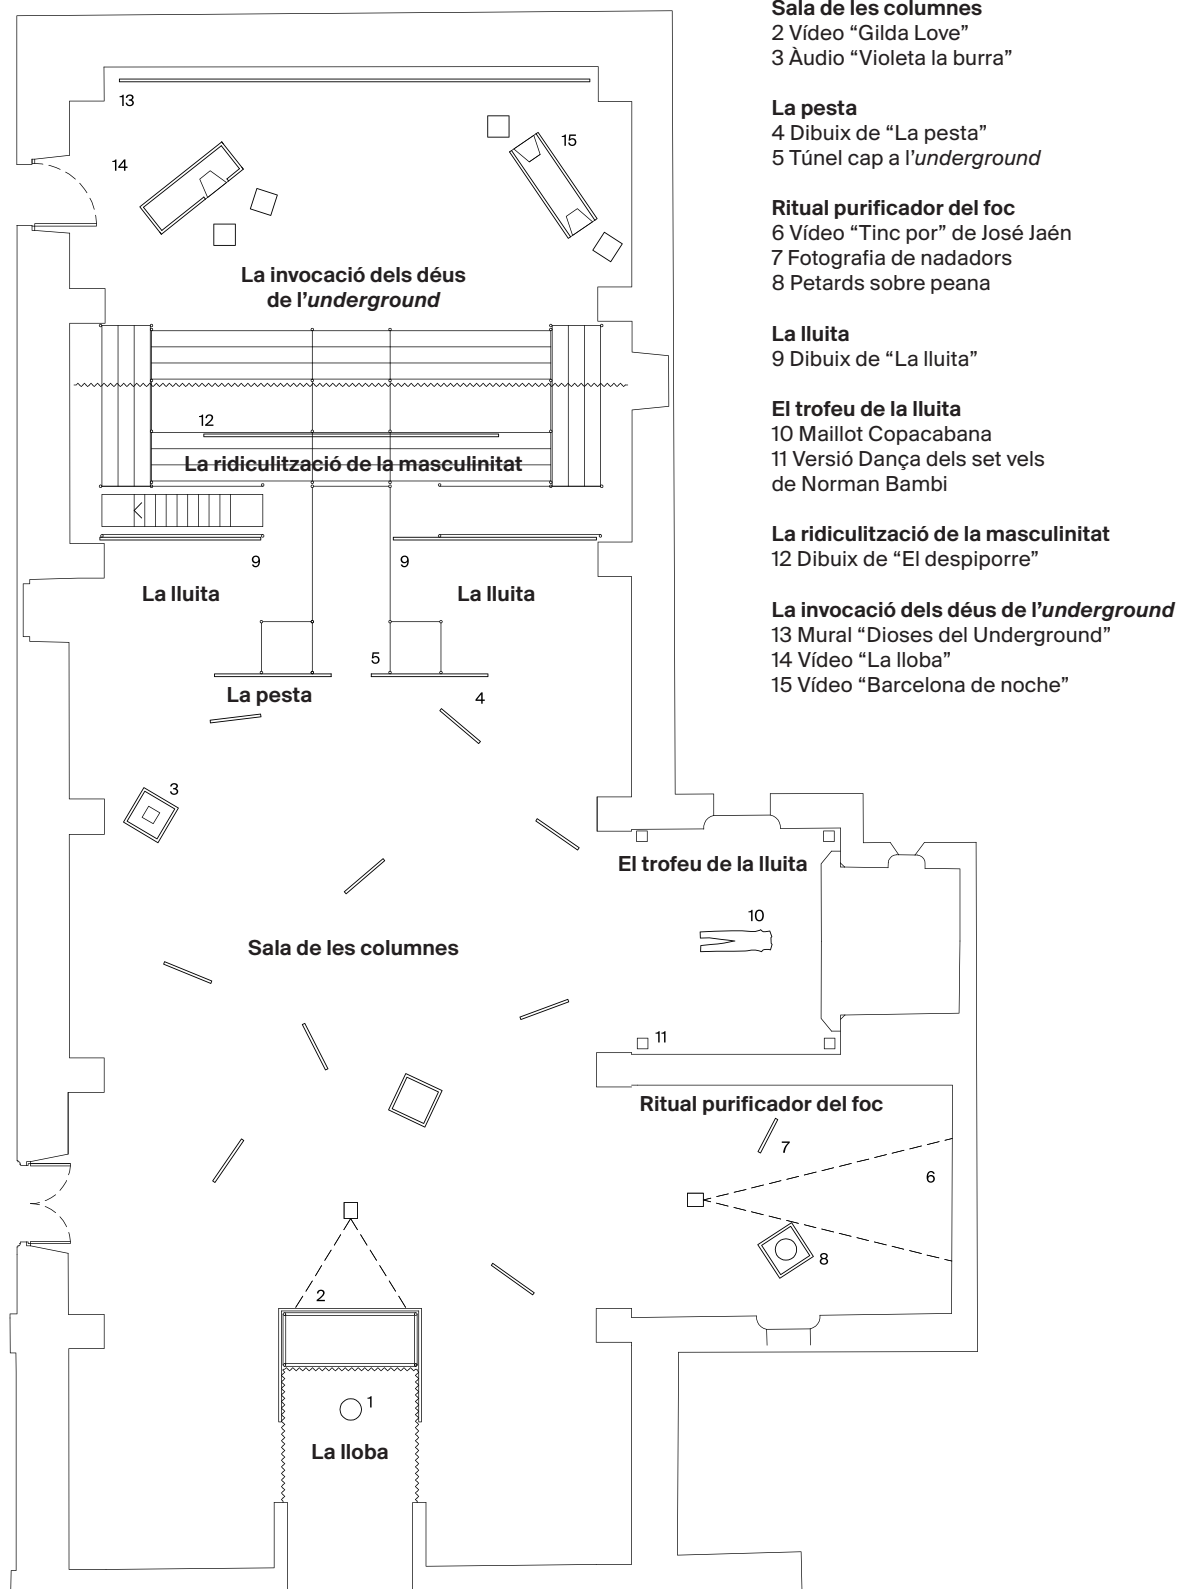 Sala de les columnes
2 Vídeo “Gilda Love”
3 Àudio “Violeta la burra”
La pesta
4 Dibuix de “La pesta”
5 Túnel cap a l’underground
Ritual purificador del foc
6 Vídeo “Tinc por” de José Jaén
7 Fotografia de nadadors
8 Petards sobre peana
La lluita
9 Dibuix de “La lluita”
El trofeu de la lluita
10 Maillot Copacabana
11 Versió Dança dels set vels
de Norman Bambi
La ridiculització de la masculinitat
12 Dibuix de “El despiporre”
La invocació dels déus de l’underground
13 Mural “Dioses del Underground”
14 Vídeo “La lloba”
15 Vídeo “Barcelona de noche”
13
14
15
La invocació dels déus
de l’underground
12
La ridiculització de la masculinitat
9
9
La lluita
La lluita
5
La pesta
4
3
El trofeu de la lluita
10
Sala de les columnes
11
Ritual purificador del foc
7
6
8
2
1
La lloba